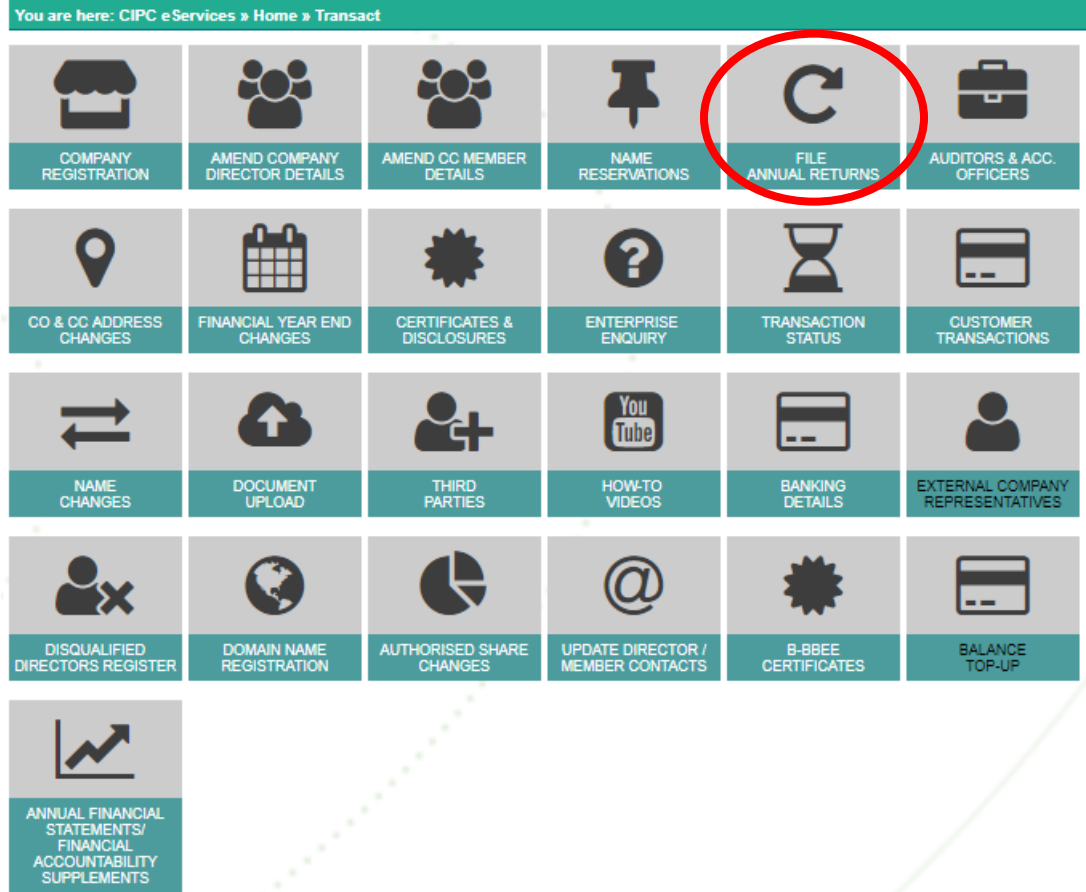 You are here: CIPC eServices » Home » Transact
COMPANY
REGISTRATION
AMEND COMPANY
DIRECTOR DETAILS
AMEND CC MEMBER
DETAILS
NAME
RESERVATIONS
FILE
ANNUAL RETURNS
AUDITORS & ACC.
OFFICERS
CO & CC ADDRESS
CHANGES
FINANCIAL YEAR END
CHANGES
CERTIFICATES &
DISCLOSURES
ENTERPRISE
ENQUIRY
TRANSACTION
STATUS
CUSTOMER
TRANSACTIONS
NAME
CHANGES
DOCUMENT
UPLOAD
THIRD
PARTIES
You
Tube
HOW-TO
VIDEOS
BANKING
DETAILS
EXTERNAL COMPANY
REPRESENTATIVES
DISQUALIFIED
DIRECTORS REGISTER
DOMAIN NAME
REGISTRATION
AUTHORISED SHARE
CHANGES
@
UPDATE DIRECTOR /
MEMBER CONTACTS
B-BBEE
CERTIFICATES
BALANCE
TOP-UP
ANNUAL FINANCIAL
STATEMENTS/
FINANCIAL
ACCOUNTABILITY
SUPPLEMENTS